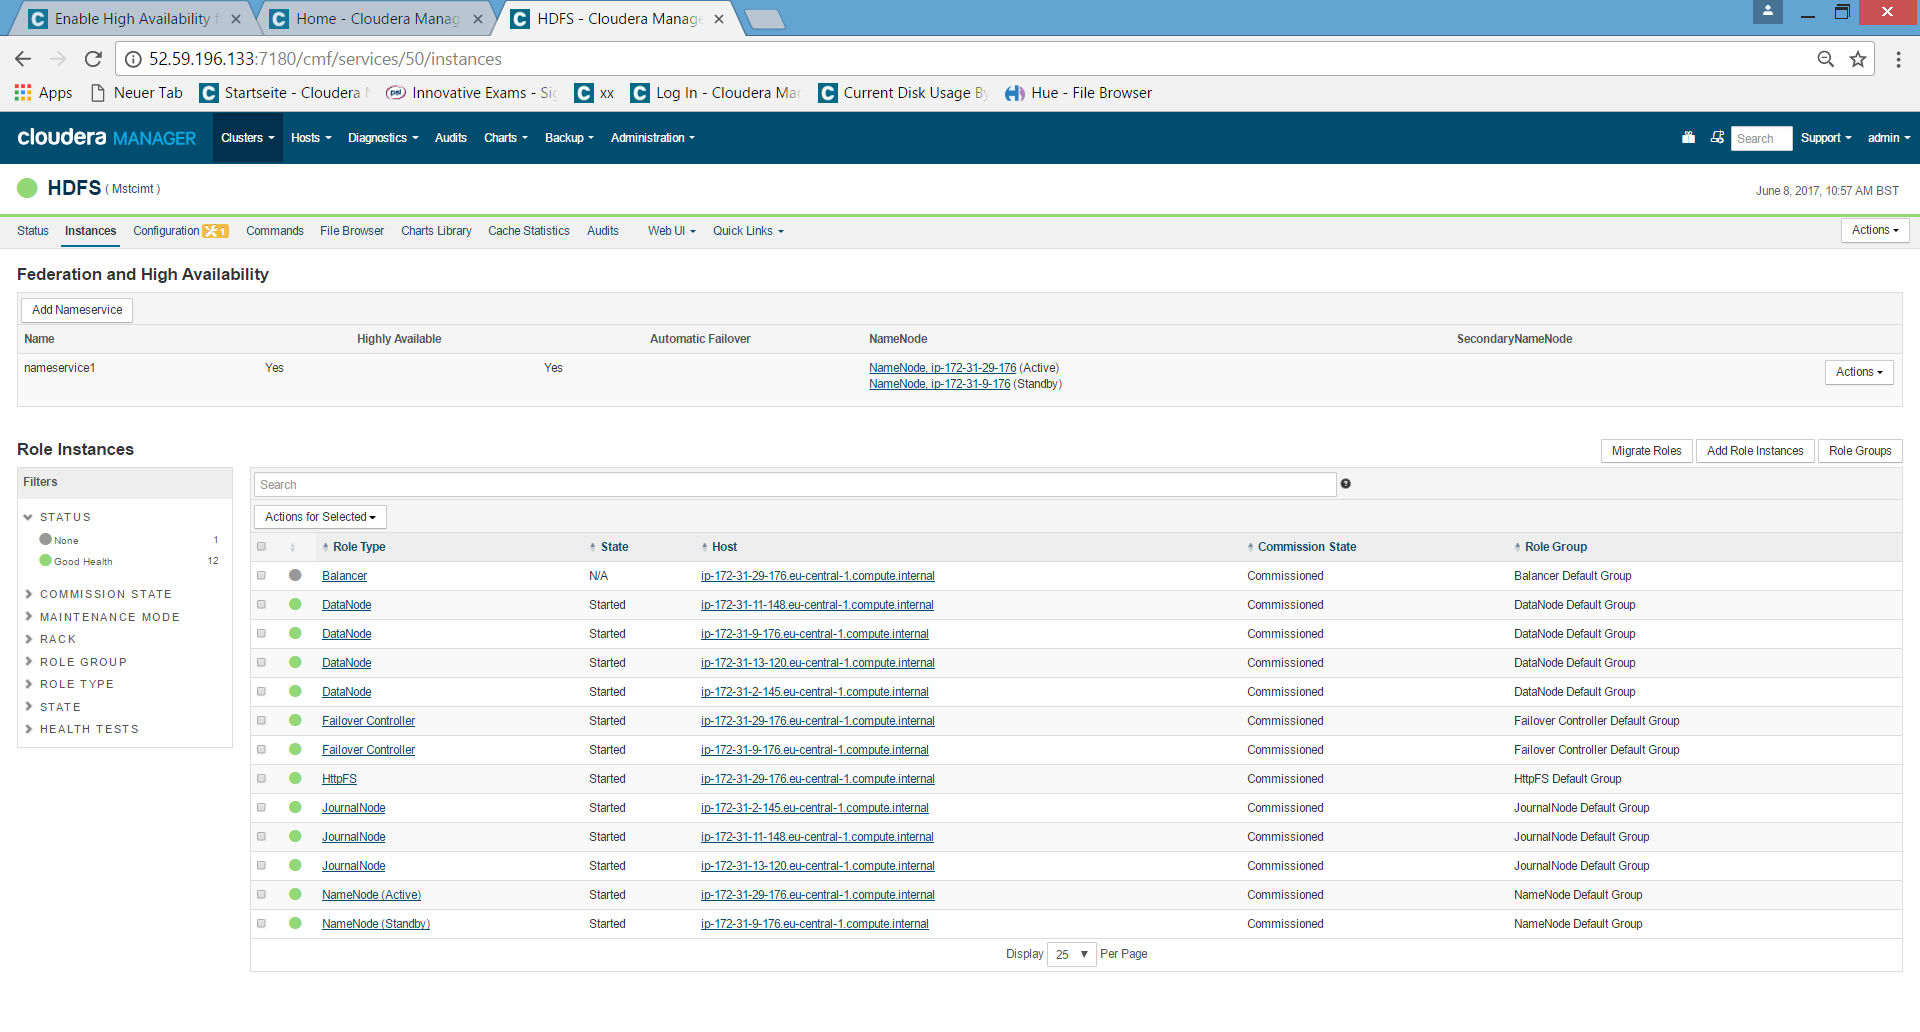 Enable High Availability f
Home - Cloudera Manag
HDFS - Cloudera Manage
52.59.196.133:7180/cmf/services/50/instances
Apps Neuer Tab Startseite - Cloudera Innovative Exams - Si xx Log In - Cloudera Mar Current Disk Usage By Hue - File Browser
cloudera MANAGER Clusters Hosts Diagnostics Audits Charts Backup Administration Search Support admin
HDFS ( Mstcimt )
June 8, 2017, 10:57 AM BST
Status Instances Configuration 1 Commands File Browser Charts Library Cache Statistics Audits Web UI Quick Links Actions
Federation and High Availability
Add Nameservice
Name Highly Available Automatic Failover NameNode SecondaryNameNode
nameservice1 Yes Yes NameNode, ip-172-31-29-176 (Active) Actions
NameNode, ip-172-31-9-176 (Standby)
Role Instances
Migrate Roles Add Role Instances Role Groups
Filters
STATUS
None 1
Good Health 12
COMMISSION STATE
MAINTENANCE MODE
RACK
ROLE GROUP
ROLE TYPE
STATE
HEALTH TESTS
Search
Actions for Selected
Role Type State Host Commission State Role Group
Balancer N/A ip-172-31-29-176.eu-central-1.compute.internal Commissioned Balancer Default Group
DataNode Started ip-172-31-11-148.eu-central-1.compute.internal Commissioned DataNode Default Group
DataNode Started ip-172-31-9-176.eu-central-1.compute.internal Commissioned DataNode Default Group
DataNode Started ip-172-31-13-120.eu-central-1.compute.internal Commissioned DataNode Default Group
DataNode Started ip-172-31-2-145.eu-central-1.compute.internal Commissioned DataNode Default Group
Failover Controller Started ip-172-31-29-176.eu-central-1.compute.internal Commissioned Failover Controller Default Group
Failover Controller Started ip-172-31-9-176.eu-central-1.compute.internal Commissioned Failover Controller Default Group
HttpFS Started ip-172-31-29-176.eu-central-1.compute.internal Commissioned HttpFS Default Group
JournalNode Started ip-172-31-2-145.eu-central-1.compute.internal Commissioned JournalNode Default Group
JournalNode Started ip-172-31-11-148.eu-central-1.compute.internal Commissioned JournalNode Default Group
JournalNode Started ip-172-31-13-120.eu-central-1.compute.internal Commissioned JournalNode Default Group
NameNode (Active) Started ip-172-31-29-176.eu-central-1.compute.internal Commissioned NameNode Default Group
NameNode (Standby) Started ip-172-31-9-176.eu-central-1.compute.internal Commissioned NameNode Default Group
Display 25 Per Page